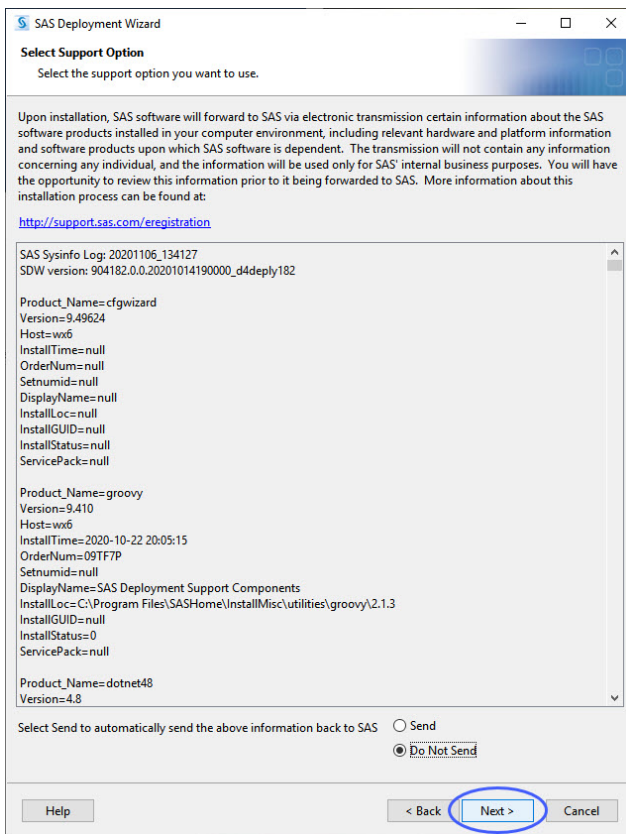 SAS Deployment Wizard
Select Support Option
Select the support option you want to use.
Upon installation, SAS software will forward to SAS via electronic transmission certain information about the SAS
software products installed in your computer environment, including relevant hardware and platform information
and software products upon which SAS software is dependent. The transmission will not contain any information
concerning any individual, and the information will be used only for SAS' internal business purposes. You will have
the opportunity to review this information prior to it being forwarded to SAS. More information about this
installation process can be found at:
http://support.sas.com/eregistration
SAS Sysinfo Log: 20201106_134127
SDW version: 904182.0.0.20201014190000_d4deply182
Product_Name=cfgwizard
Version=9.49624
Host=wx6
InstallTime=null
OrderNum=null
Setnumid=null
DisplayName=null
InstallLoc=null
InstallGUID=null
InstallStatus=null
ServicePack=null
Product_Name=groovy
Version=9.410
Host=wx6
InstallTime=2020-10-22 20:05:15
OrderNum=09TF7P
Setnumid=null
DisplayName=SAS Deployment Support Components
InstallLoc=C:\Program Files\SASHome\InstallMisc\utilities\groovy\2.1.3
InstallGUID=null
InstallStatus=0
ServicePack=null
Product_Name=dotnet48
Version=4.8
Select Send to automatically send the above information back to SAS
Send
Do Not Send
Help
< Back
Next >
Cancel